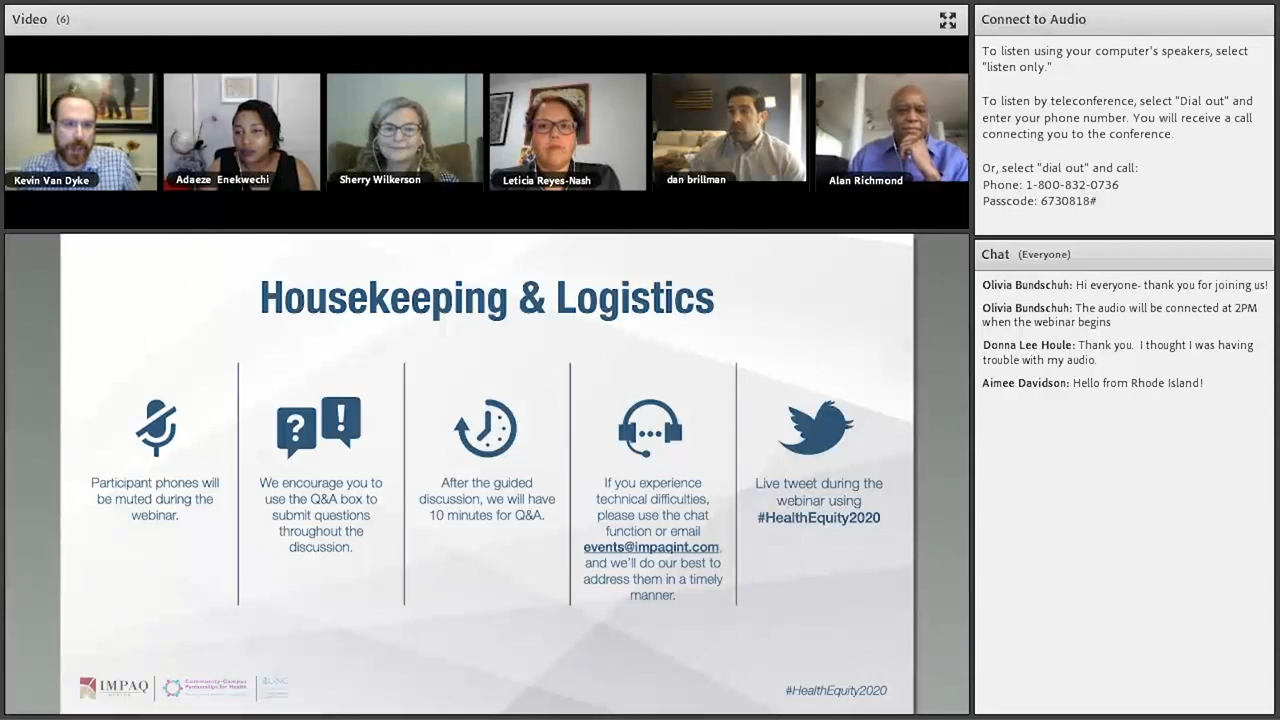 Video (6)
Kevin Van Dyke
Adaeze Enekwechi
Sherry Wilkerson
Leticia Reyes-Nash
dan brillman
Alan Richmond
Housekeeping & Logistics
? !
Participant phones will
be muted during the
webinar.
We encourage you to
use the Q&A box to
submit questions
throughout the
discussion.
After the guided
discussion, we will have
10 minutes for Q&A.
If you experience
technical difficulties,
please use the chat
function or email
events@impaqint.com,
and we'll do our best to
address them in a timely
manner.
Live tweet during the
webinar using
#HealthEquity2020
IMPAQ
Community-Campus
Partnerships for Health
#HealthEquity2020
Connect to Audio
To listen using your computer's speakers, select
"listen only."
To listen by teleconference, select "Dial out" and
enter your phone number. You will receive a call
connecting you to the conference.
Or, select "dial out" and call:
Phone: 1-800-832-0736
Passcode: 6730818#
Chat (Everyone)
Olivia Bundschuh: Hi everyone- thank you for joining us!
Olivia Bundschuh: The audio will be connected at 2PM
when the webinar begins
Donna Lee Houle: Thank you. I thought I was having
trouble with my audio.
Aimee Davidson: Hello from Rhode Island!